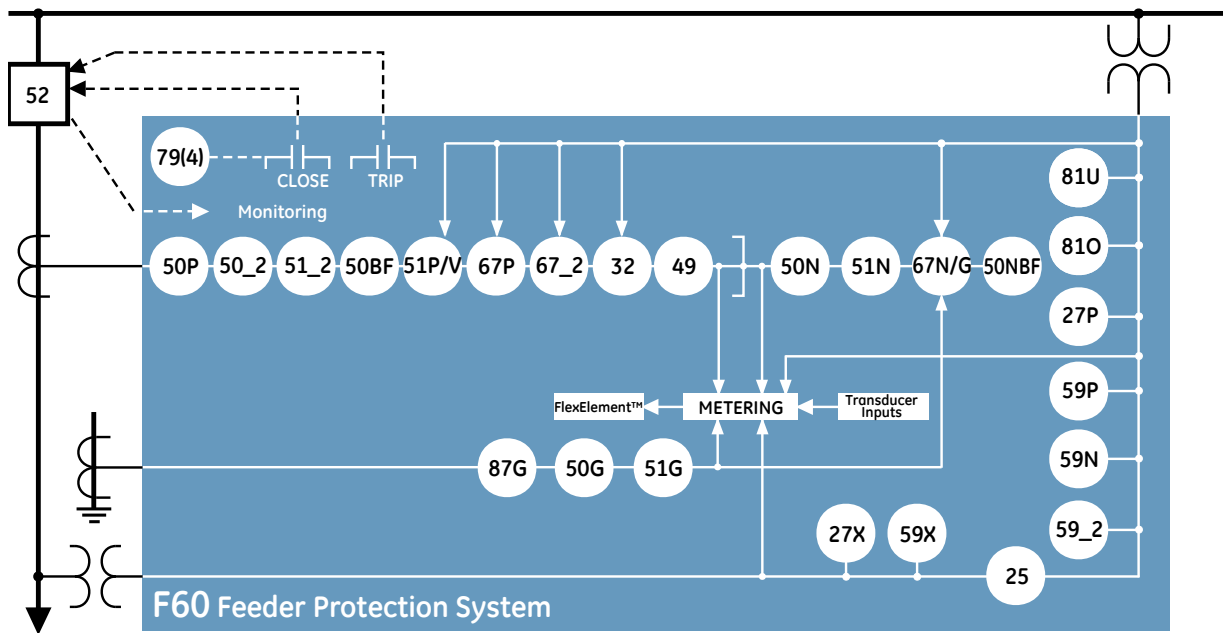 52
79(4)
CLOSE
TRIP
Monitoring
81U
81O
50P
50_2
51_2
50BF
51P/V
67P
67_2
32
49
50N
51N
67N/G
50NBF
27P
59P
FlexElement™
METERING
Transducer
Inputs
87G
50G
51G
59N
27X
59X
59_2
25
F60 Feeder Protection System